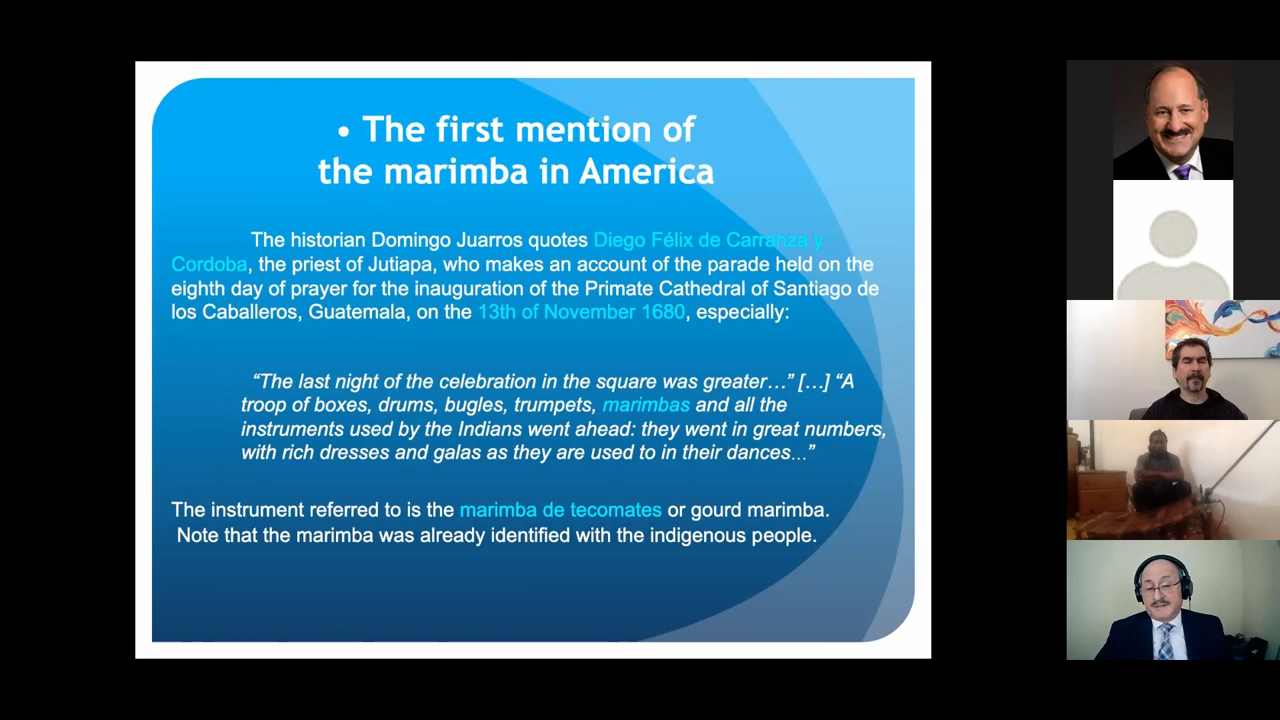 • The first mention of
the marimba in America
The historian Domingo Juarros quotes Diego Félix de Carranza y
Cordoba, the priest of Jutiapa, who makes an account of the parade held on the
eighth day of prayer for the inauguration of the Primate Cathedral of Santiago de
los Caballeros, Guatemala, on the 13th of November 1680, especially:
“The last night of the celebration in the square was greater…” […] “A
troop of boxes, drums, bugles, trumpets, marimbas and all the
instruments used by the Indians went ahead: they went in great numbers,
with rich dresses and galas as they are used to in their dances…”
The instrument referred to is the marimba de tecomates or gourd marimba.
Note that the marimba was already identified with the indigenous people.